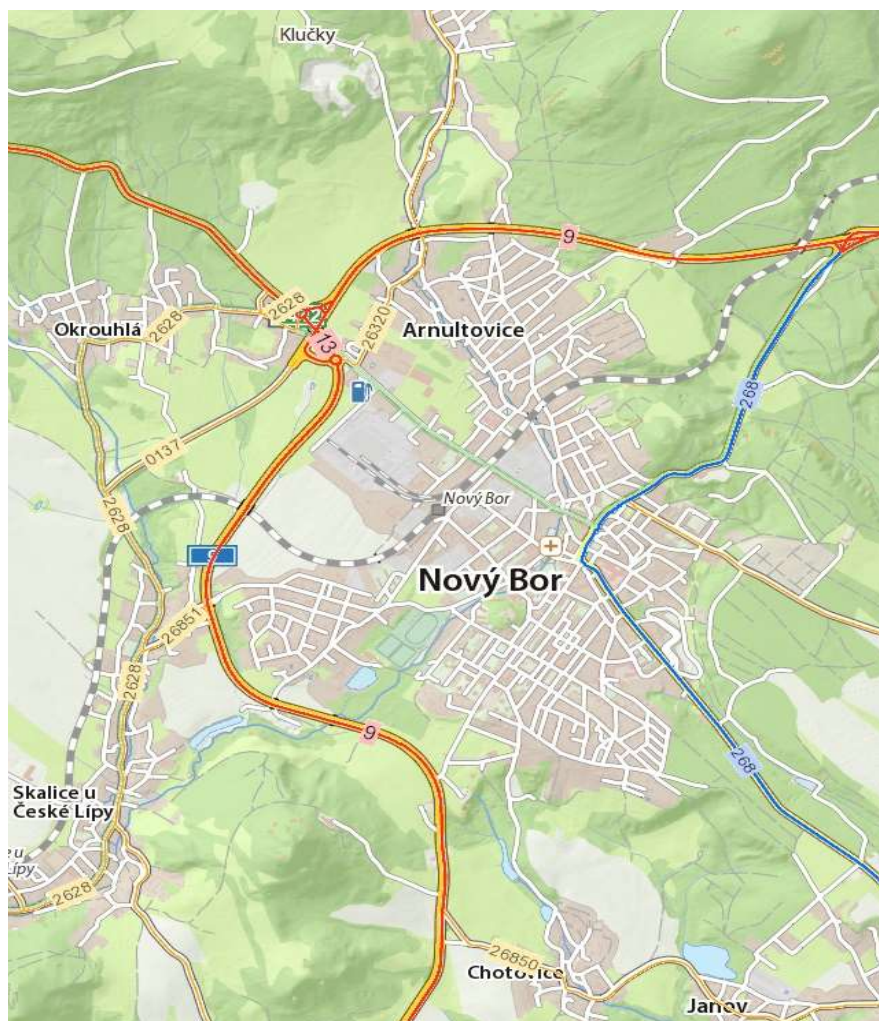 Klučky
9
2628
2628
Okrouhlá
13
26320
Arnultovice
268
0137
2628
Nový Bor
Nový Bor
26851
2628
9
268
Skalice u
České Lípy
Lípy
2628
26850
Chotovice
Janov